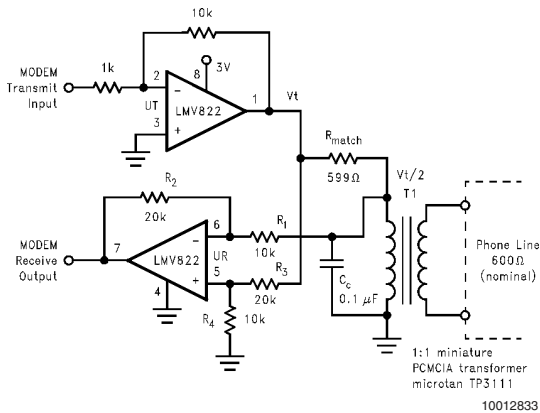 10k
MODEM
Transmit
Input
1k
2
8
3V
UT
LMV822
1
Vt
3
R match
599Ω
Vt/2
T1
R2
20k
MODEM
Receive
Output
7
6
R1
10k
LMV822
UR
5
R3
20k
4
R4
10k
Cc
0.1 µF
Phone Line
600Ω
(nominal)
1:1 miniature
PCMCIA transformer
microtan TP3111
10012833